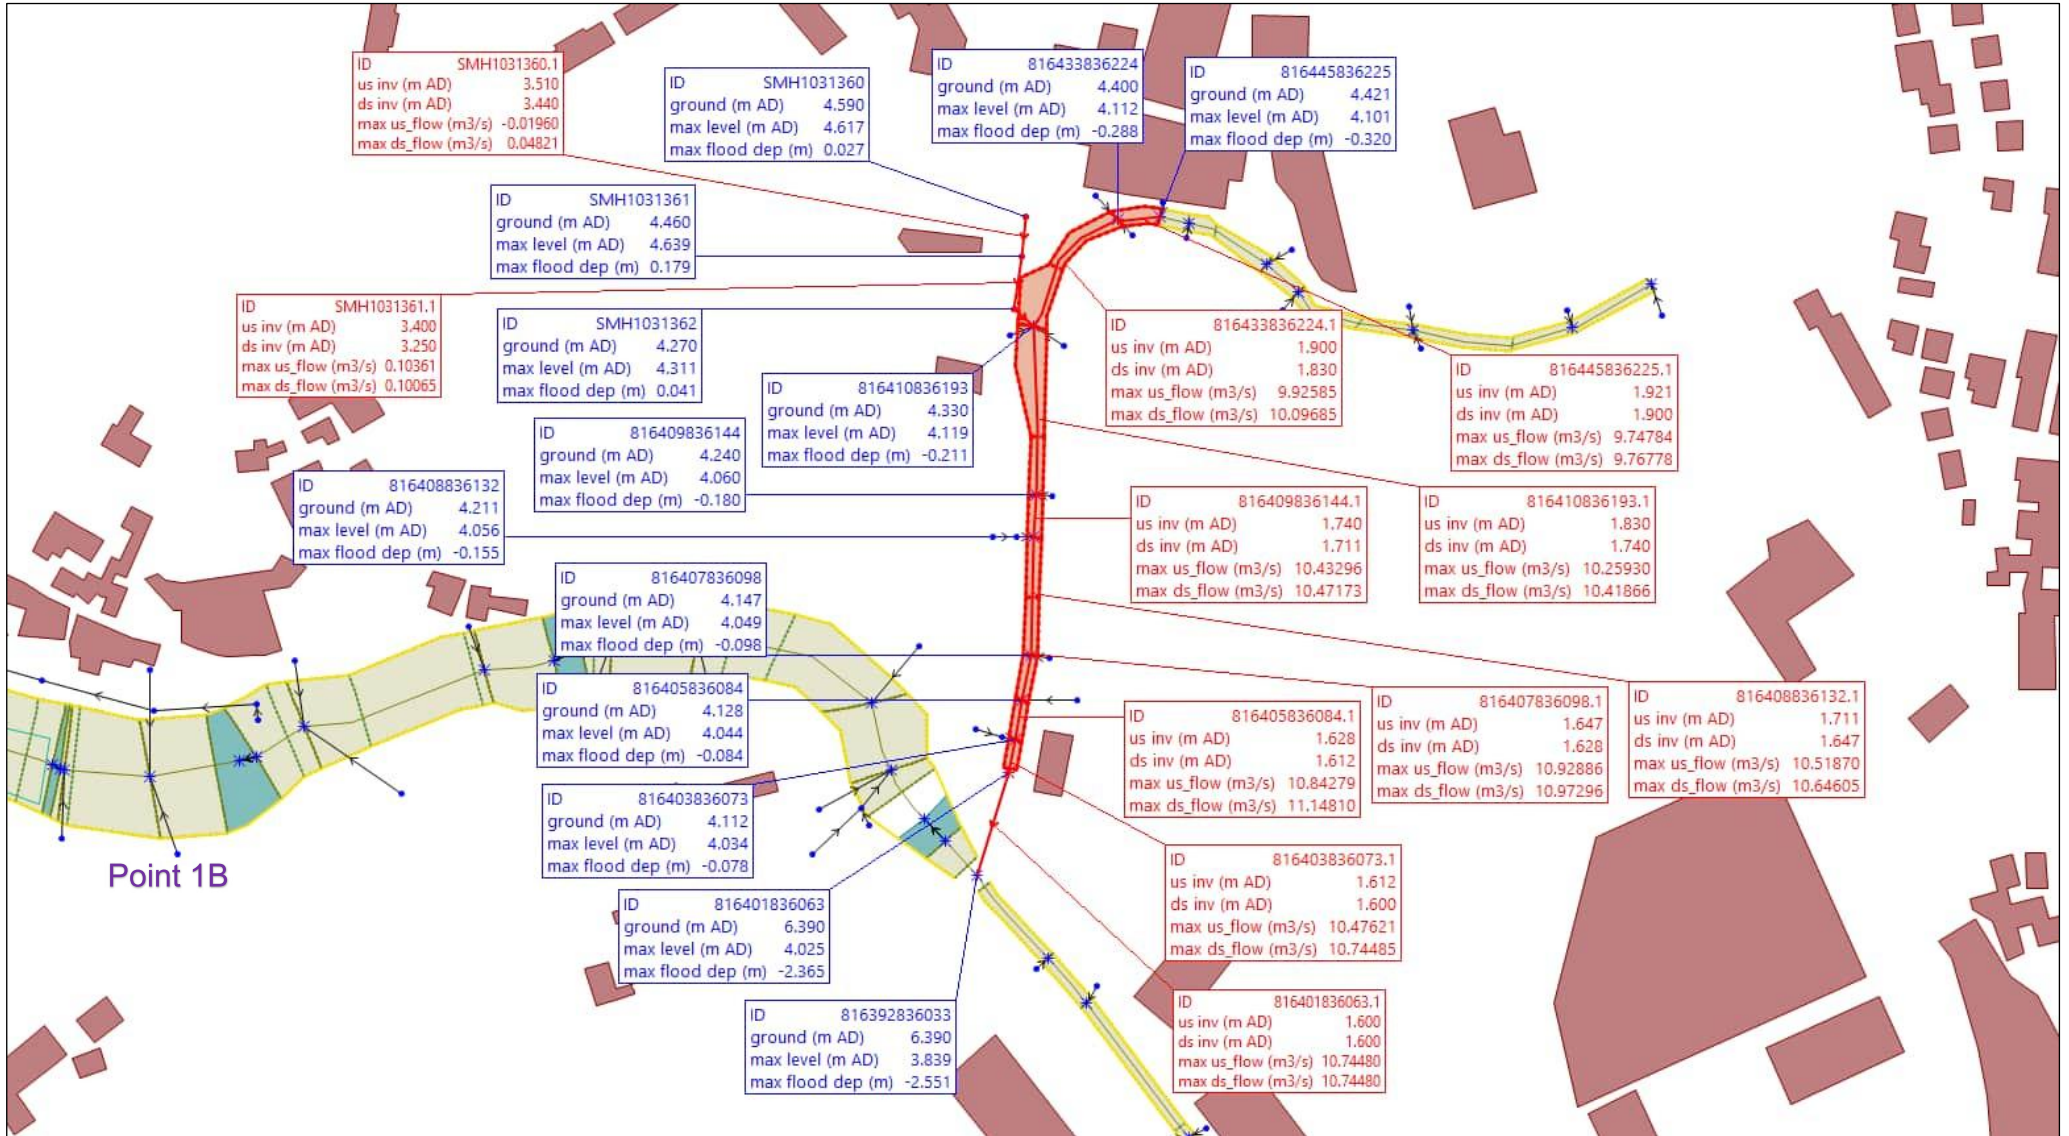 ID SMH1031360.1
us inv (m AD) 3.510
ds inv (m AD) 3.440
max us_flow (m3/s) -0.01960
max ds_flow (m3/s) 0.04821
ID SMH1031360
ground (m AD) 4.590
max level (m AD) 4.617
max flood dep (m) 0.027
ID 816433836224
ground (m AD) 4.400
max level (m AD) 4.112
max flood dep (m) -0.288
ID 816445836225
ground (m AD) 4.421
max level (m AD) 4.101
max flood dep (m) -0.320
ID SMH1031361
ground (m AD) 4.460
max level (m AD) 4.639
max flood dep (m) 0.179
ID SMH1031361.1
us inv (m AD) 3.400
ds inv (m AD) 3.250
max us_flow (m3/s) 0.10361
max ds_flow (m3/s) 0.10065
ID SMH1031362
ground (m AD) 4.270
max level (m AD) 4.311
max flood dep (m) 0.041
ID 816433836224.1
us inv (m AD) 1.900
ds inv (m AD) 1.830
max us_flow (m3/s) 9.92585
max ds_flow (m3/s) 10.09685
ID 816445836225.1
us inv (m AD) 1.921
ds inv (m AD) 1.900
max us_flow (m3/s) 9.74784
max ds_flow (m3/s) 9.76778
ID 816410836193
ground (m AD) 4.330
max level (m AD) 4.119
max flood dep (m) -0.211
ID 816409836144
ground (m AD) 4.240
max level (m AD) 4.060
max flood dep (m) -0.180
ID 816408836132
ground (m AD) 4.211
max level (m AD) 4.056
max flood dep (m) -0.155
ID 816409836144.1
us inv (m AD) 1.740
ds inv (m AD) 1.711
max us_flow (m3/s) 10.43296
max ds_flow (m3/s) 10.47173
ID 816410836193.1
us inv (m AD) 1.830
ds inv (m AD) 1.740
max us_flow (m3/s) 10.25930
max ds_flow (m3/s) 10.41866
ID 816407836098
ground (m AD) 4.147
max level (m AD) 4.049
max flood dep (m) -0.098
ID 816405836084
ground (m AD) 4.128
max level (m AD) 4.044
max flood dep (m) -0.084
ID 816405836084.1
us inv (m AD) 1.628
ds inv (m AD) 1.612
max us_flow (m3/s) 10.84279
max ds_flow (m3/s) 11.14810
ID 816407836098.1
us inv (m AD) 1.647
ds inv (m AD) 1.628
max us_flow (m3/s) 10.92886
max ds_flow (m3/s) 10.97296
ID 816408836132.1
us inv (m AD) 1.711
ds inv (m AD) 1.647
max us_flow (m3/s) 10.51870
max ds_flow (m3/s) 10.64605
ID 816403836073
ground (m AD) 4.112
max level (m AD) 4.034
max flood dep (m) -0.078
Point 1B
ID 816403836073.1
us inv (m AD) 1.612
ds inv (m AD) 1.600
max us_flow (m3/s) 10.47621
max ds_flow (m3/s) 10.74485
ID 816401836063
ground (m AD) 6.390
max level (m AD) 4.025
max flood dep (m) -2.365
ID 816401836063.1
us inv (m AD) 1.600
ds inv (m AD) 1.600
max us_flow (m3/s) 10.74480
max ds_flow (m3/s) 10.74480
ID 816392836033
ground (m AD) 6.390
max level (m AD) 3.839
max flood dep (m) -2.551